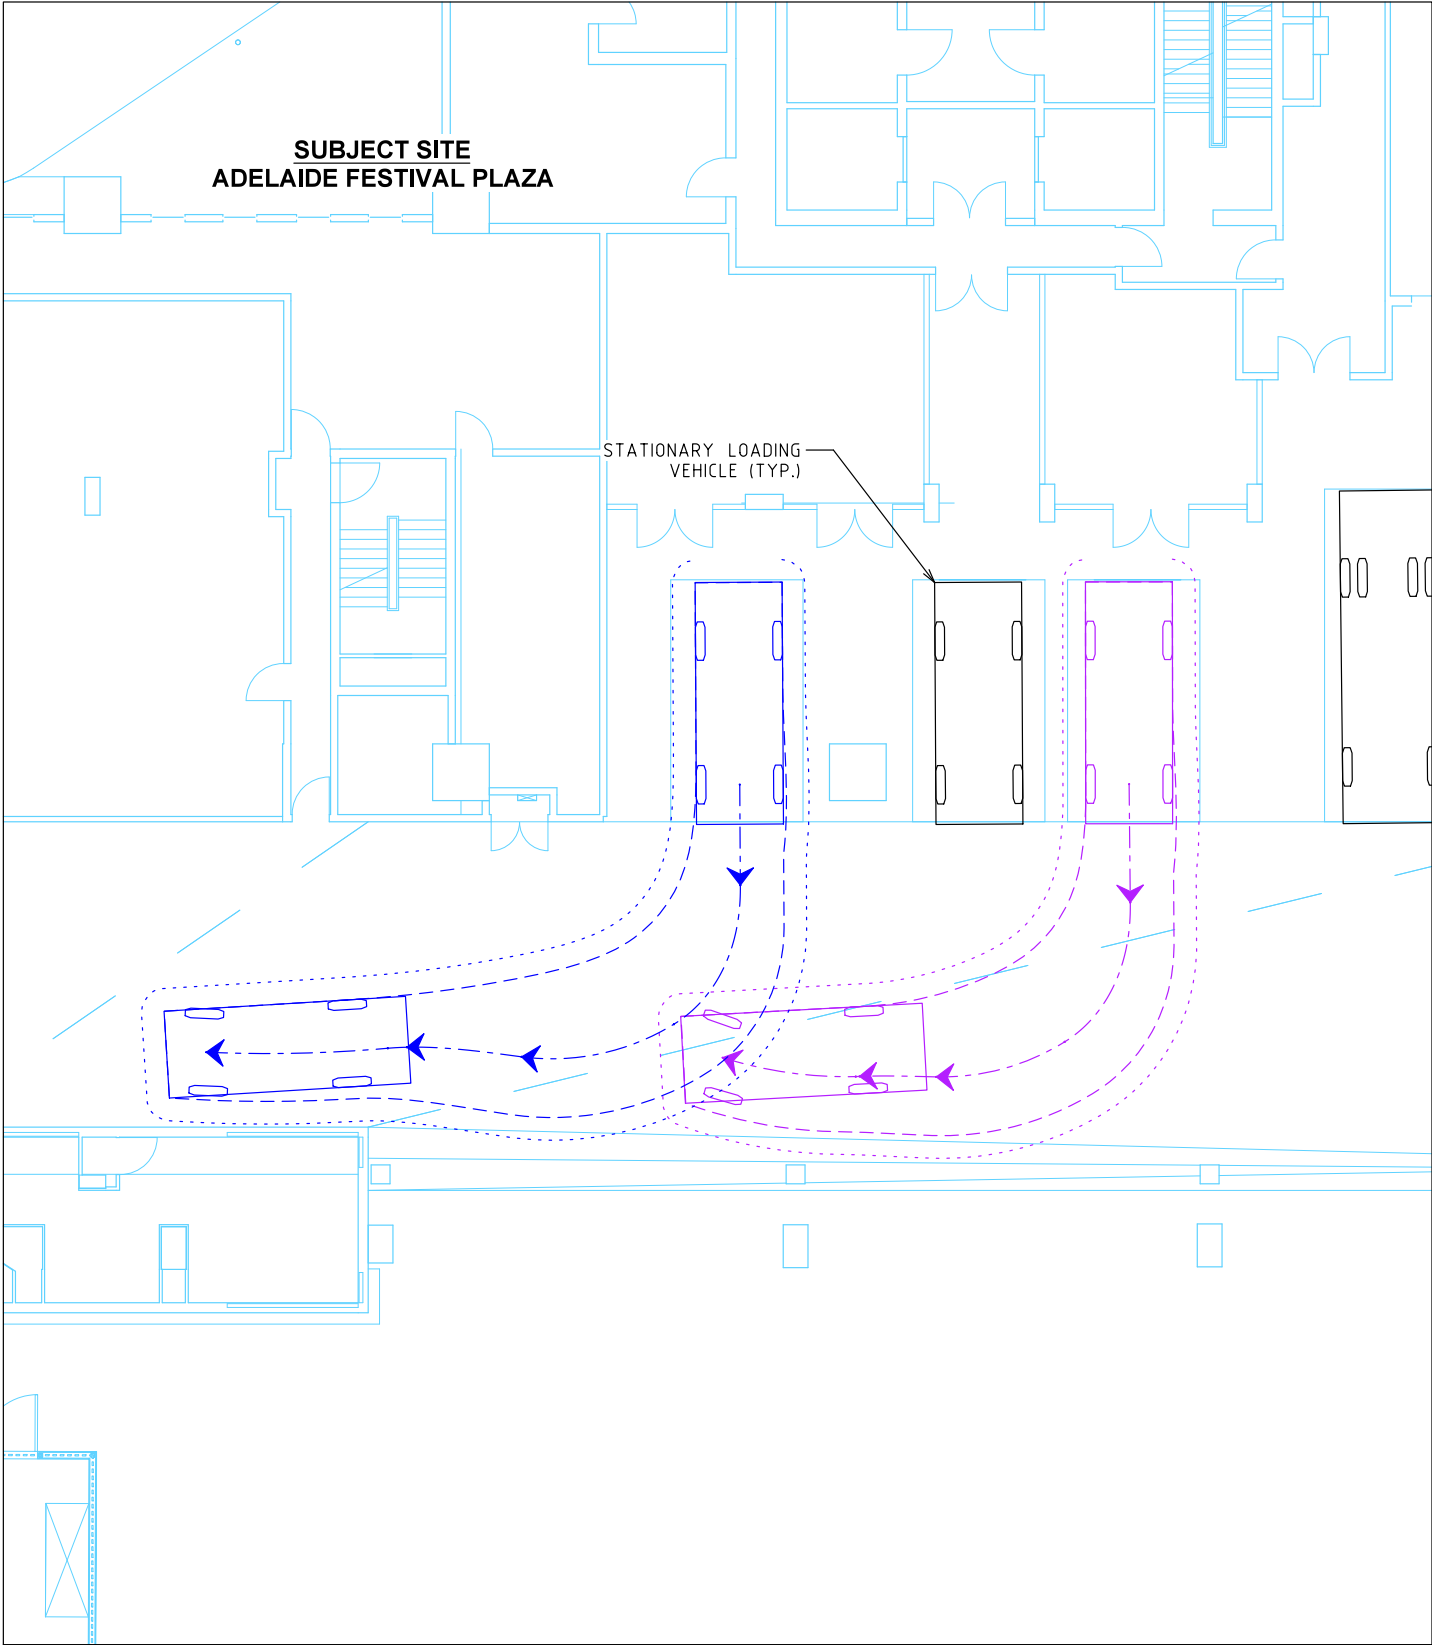 SUBJECT SITE
ADELAIDE FESTIVAL PLAZA
STATIONARY LOADING
VEHICLE (TYP.)